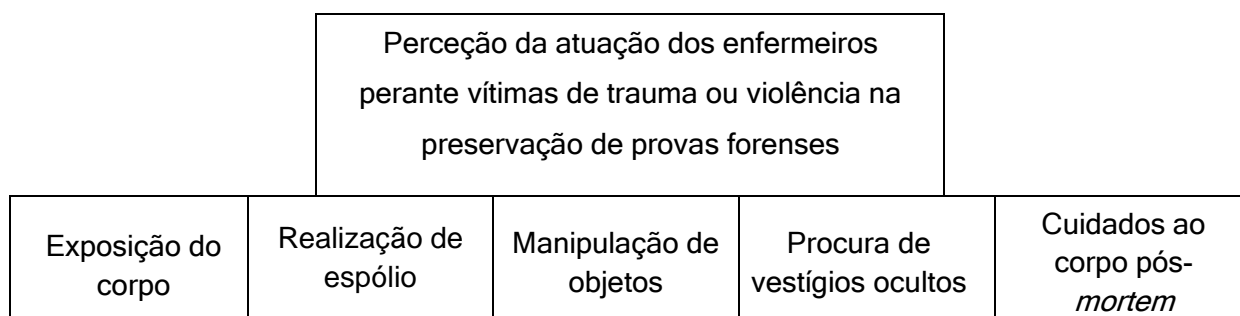 Perceção da atuação dos enfermeiros
perante vítimas de trauma ou violência na
preservação de provas forenses
Exposição do
corpo
Realização de
espólio
Manipulação de
objetos
Procura de
vestígios ocultos
Cuidados ao
corpo pós-
mortem